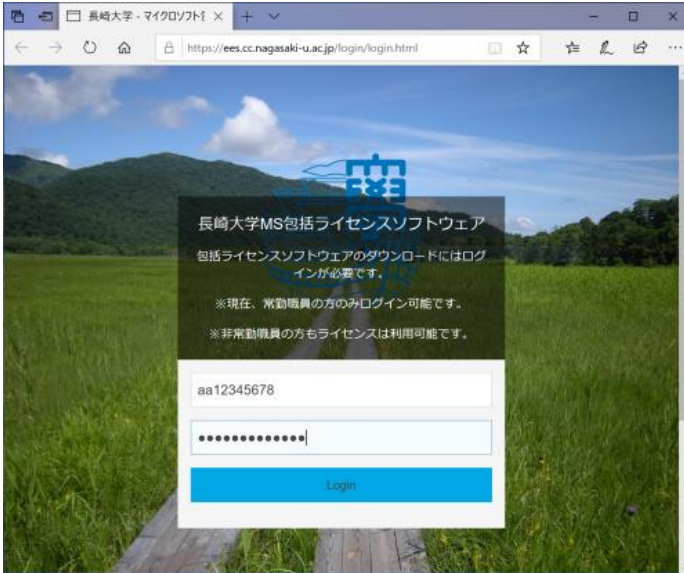 長崎大学 - マイクロソフトを
https://ees.cc.nagasaki-u.ac.jp/login/login.html
長崎大学MS包括ライセンスソフトウェア
包括ライセンスソフトウェアのダウンロードにはログ
インが必要です。
※現在、常勤職員の方のみログイン可能です。
※非常勤職員の方もライセンスは利用可能です。
aa12345678
●●●●●●●●●●●●●
Login